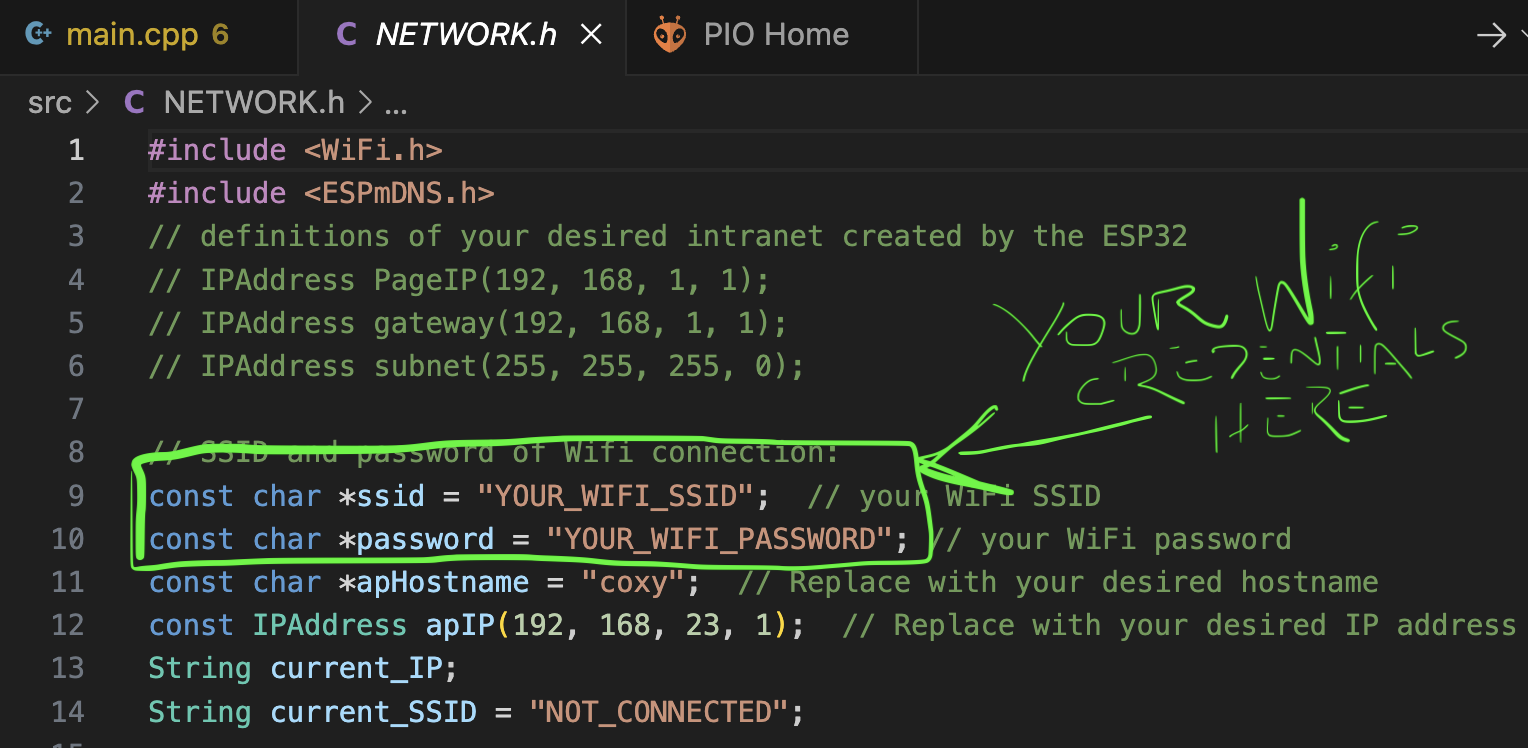 main.cpp 6 NETWORK.h PIO Home
src > NETWORK.h > ...
1 #include <WiFi.h>
2 #include <ESPmDNS.h>
3 // definitions of your desired intranet created by the ESP32
4 // IPAddress PageIP(192, 168, 1, 1);
5 // IPAddress gateway(192, 168, 1, 1);
6 // IPAddress subnet(255, 255, 255, 0);
7
8 // SSID and password of Wifi connection:
9 const char *ssid = "YOUR_WIFI_SSID";  // your WiFi SSID
10 const char *password = "YOUR_WIFI_PASSWORD"; // your WiFi password
11 const char *apHostname = "coxy";  // Replace with your desired hostname
12 const IPAddress apIP(192, 168, 23, 1);  // Replace with your desired IP address
13 String current_IP;
14 String current_SSID = "NOT_CONNECTED";
YOUR Wifi
CREDENTIALS
HERE